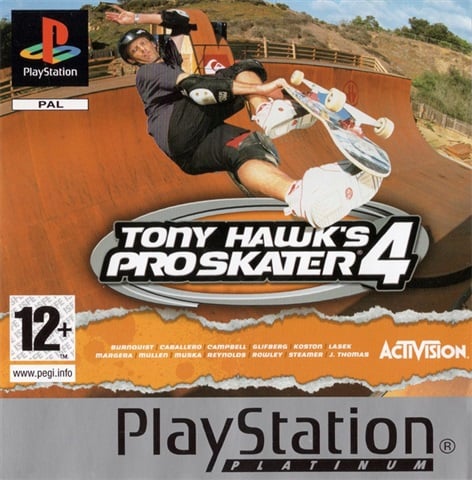 PlayStation
PAL
TONY HAWK'S
PRO SKATER® 4
12+
TM
www.pegi.info
BURNQUIST | CABALLERO | CAMPBELL | GLIFBERG | KOSTON | LASEK
MARGERA | MULLEN | MUSKA | REYNOLDS | ROWLEY | STEAMER | J. THOMAS
ACTIVISION
PlayStation®
PLATINUM